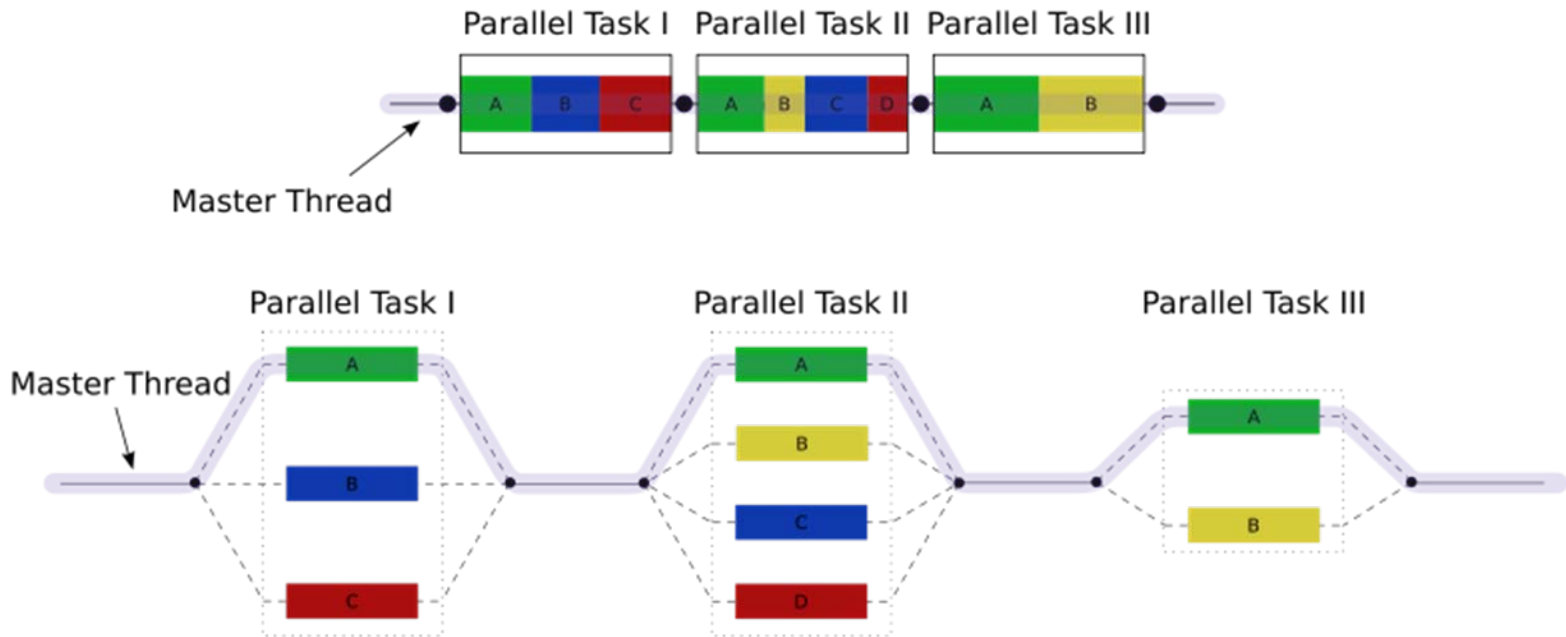 Parallel Task I Parallel Task II Parallel Task III
A B C A B C D A B
Master Thread
Parallel Task I Parallel Task II Parallel Task III
A A
Master Thread
A
B
B C
B
C D